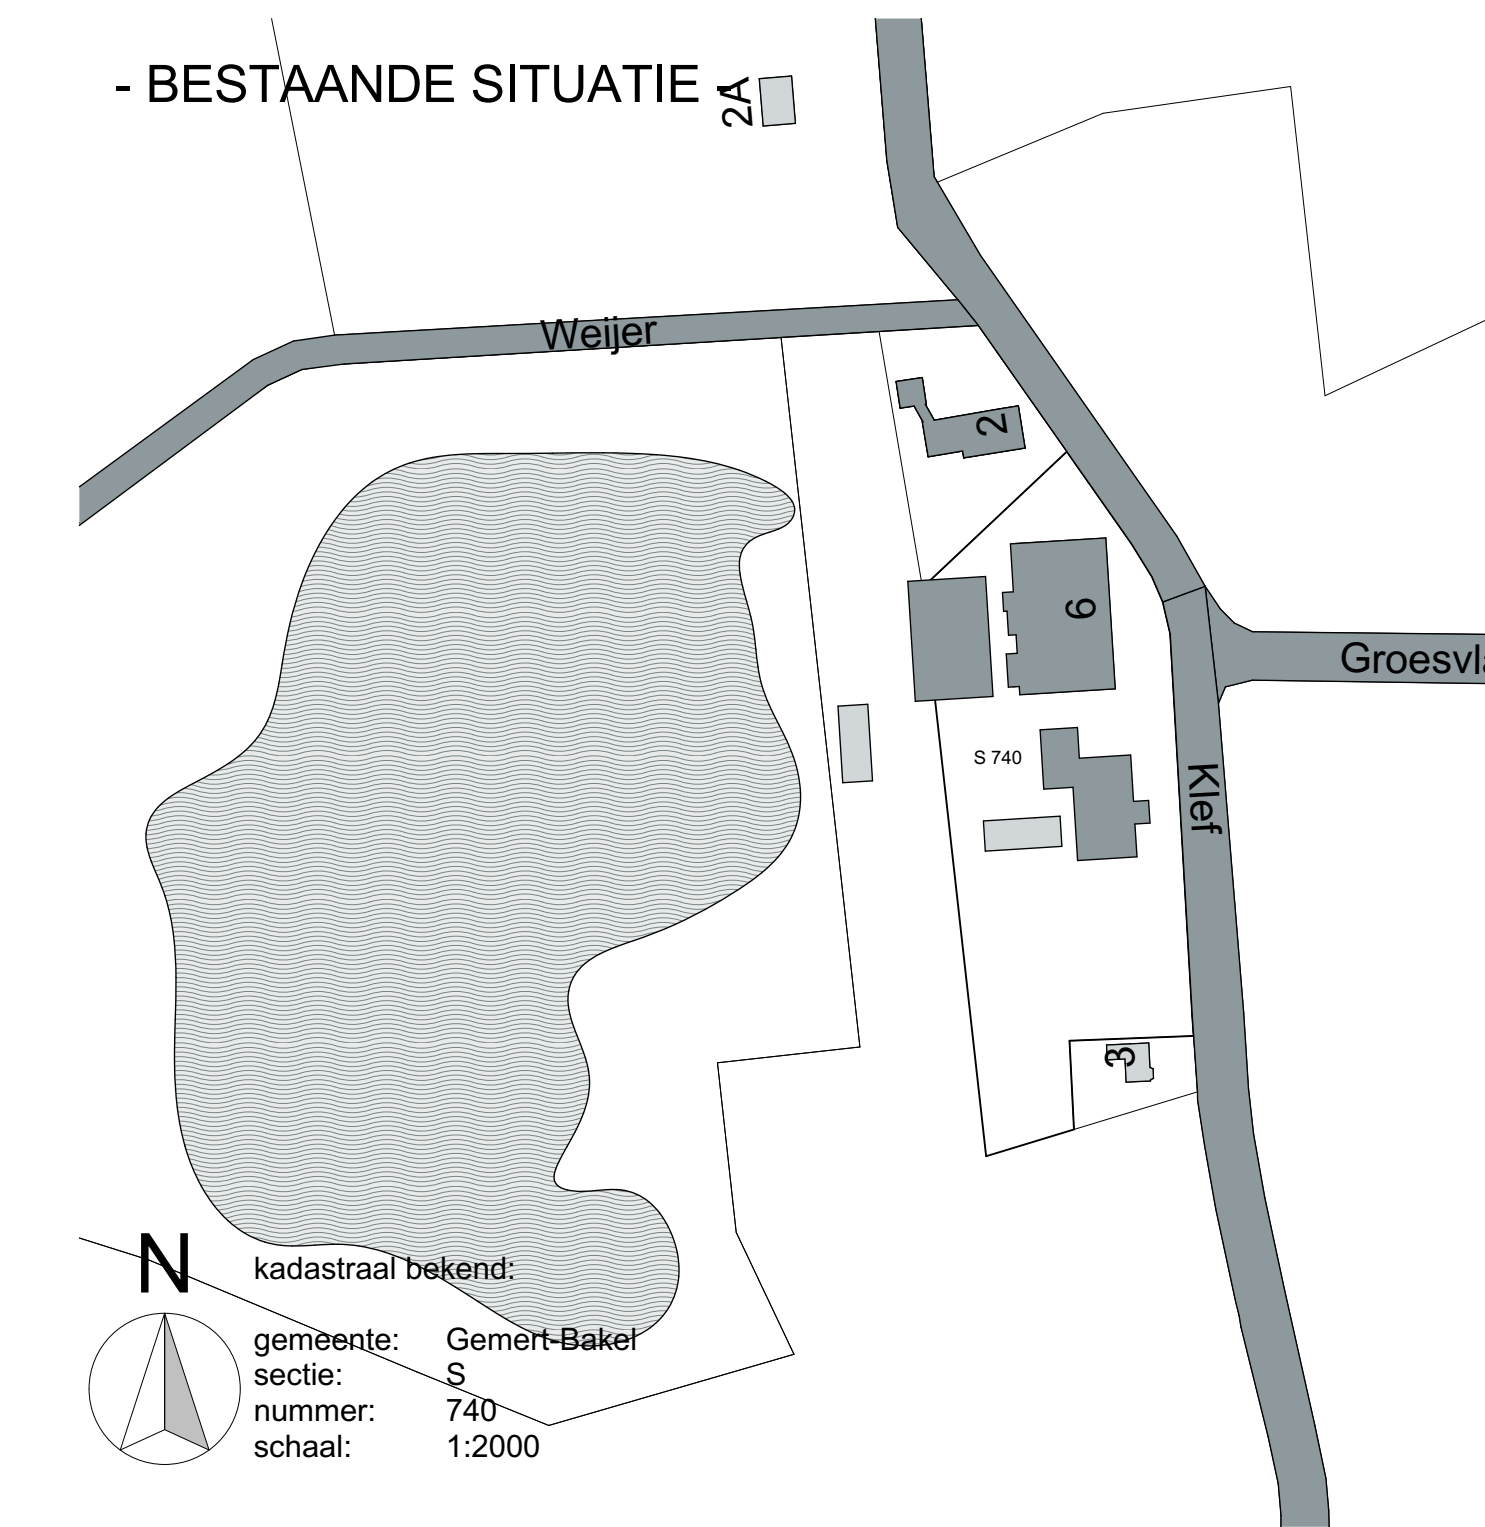 - BESTAANDE SITUATIE -
2A
Weijer
2
6
Groesvl
S 740
Klef
3
N
kadastraal bekend:
gemeente: Gemert-Bakel
sectie: S
nummer: 740
schaal: 1:2000